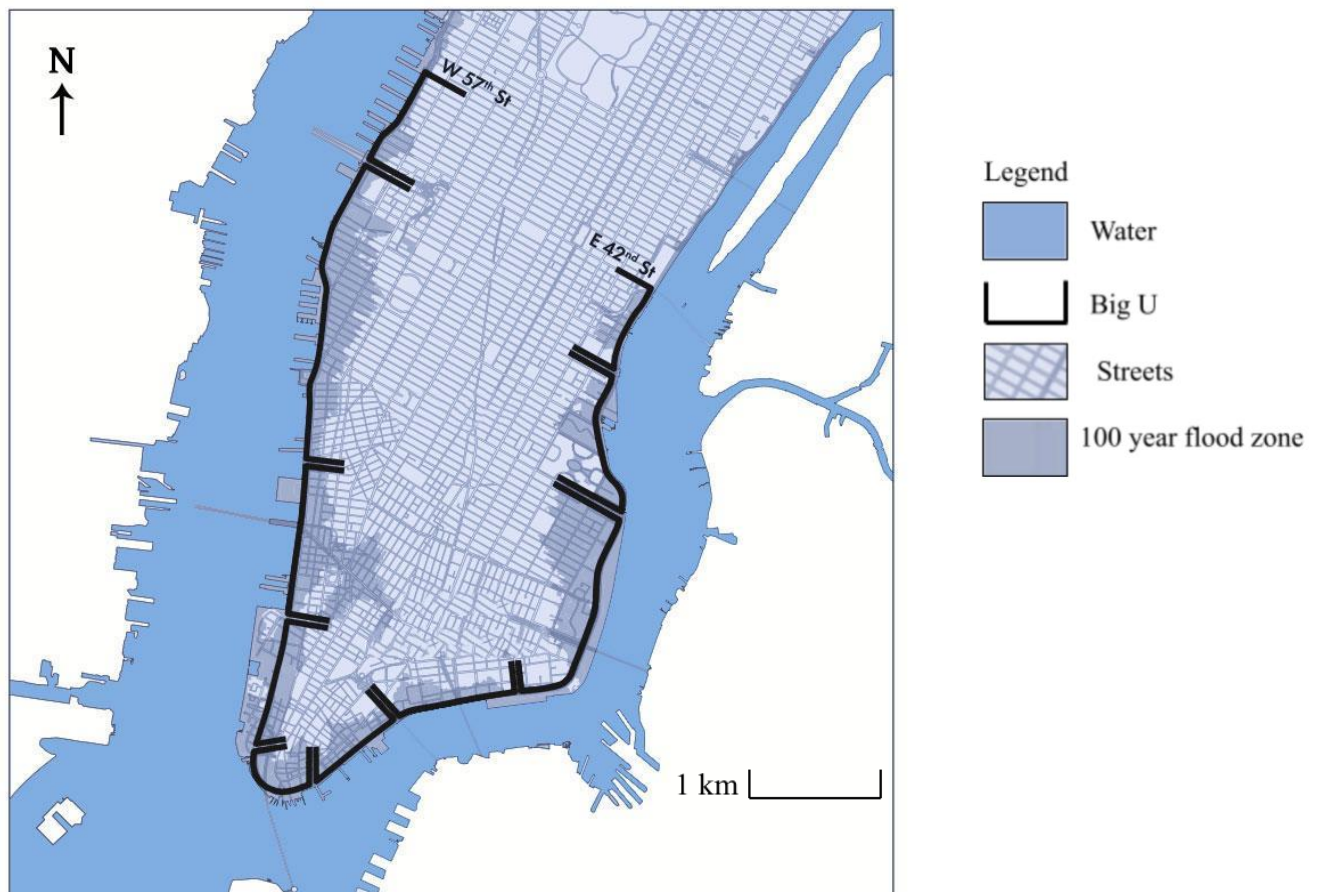 N
W 57th St
E 42nd St
1 km
Legend
Water
Big U
Streets
100 year flood zone